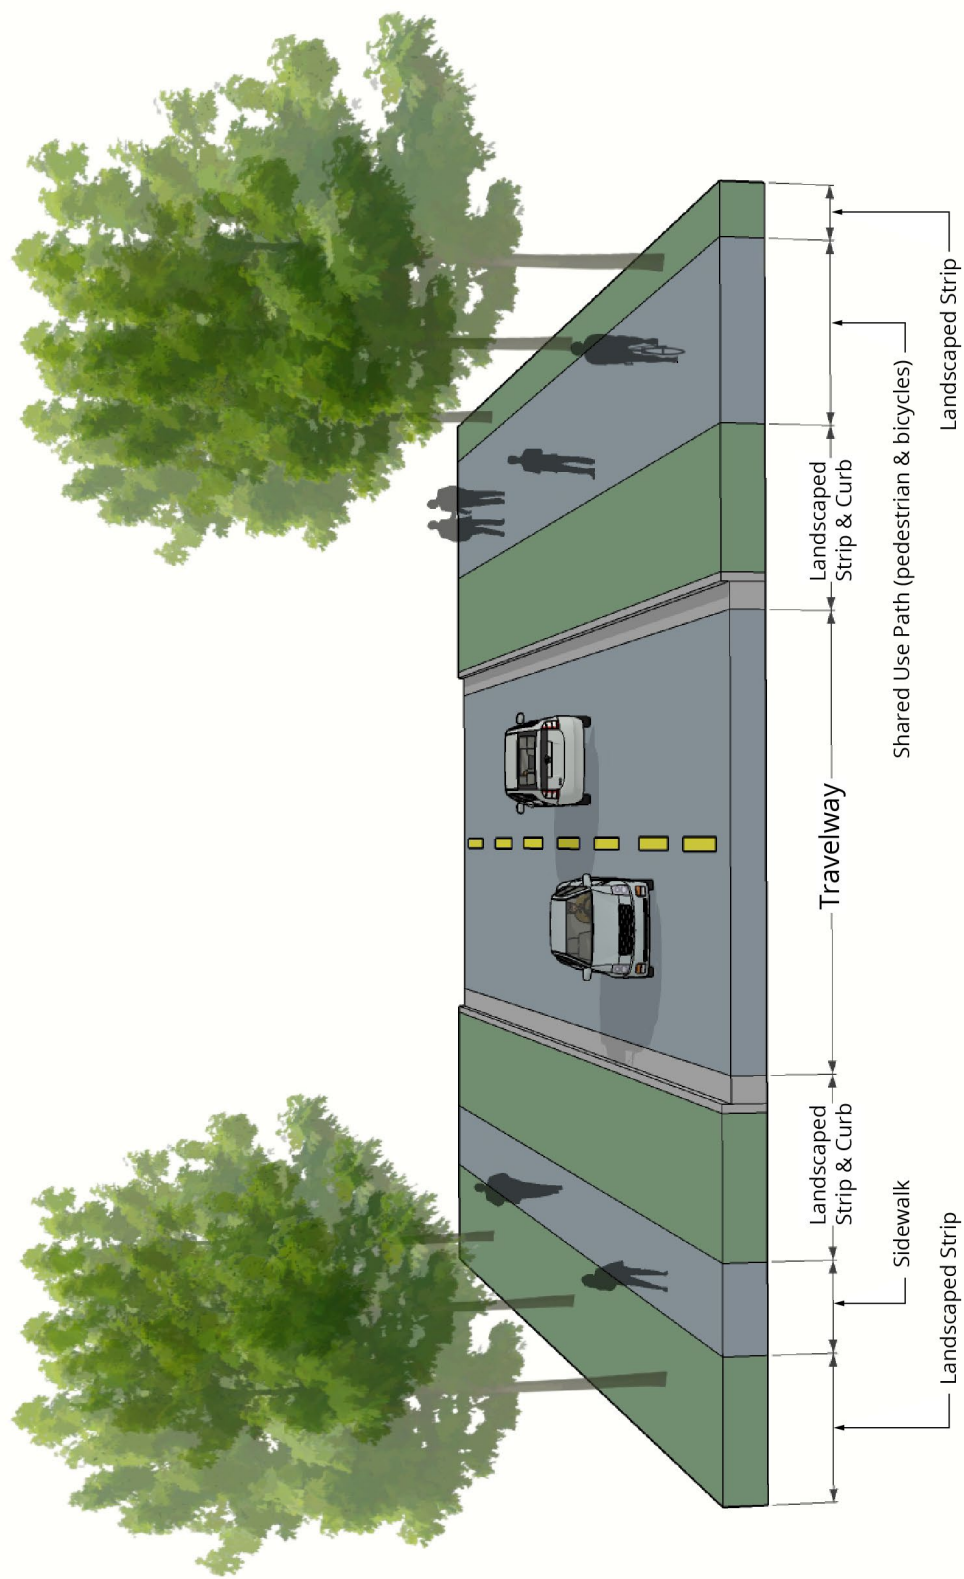 Landscaped Strip
Sidewalk
Landscaped
Strip & Curb
Travelway
Landscaped
Strip & Curb
Shared Use Path (pedestrian & bicycles)
Landscaped Strip